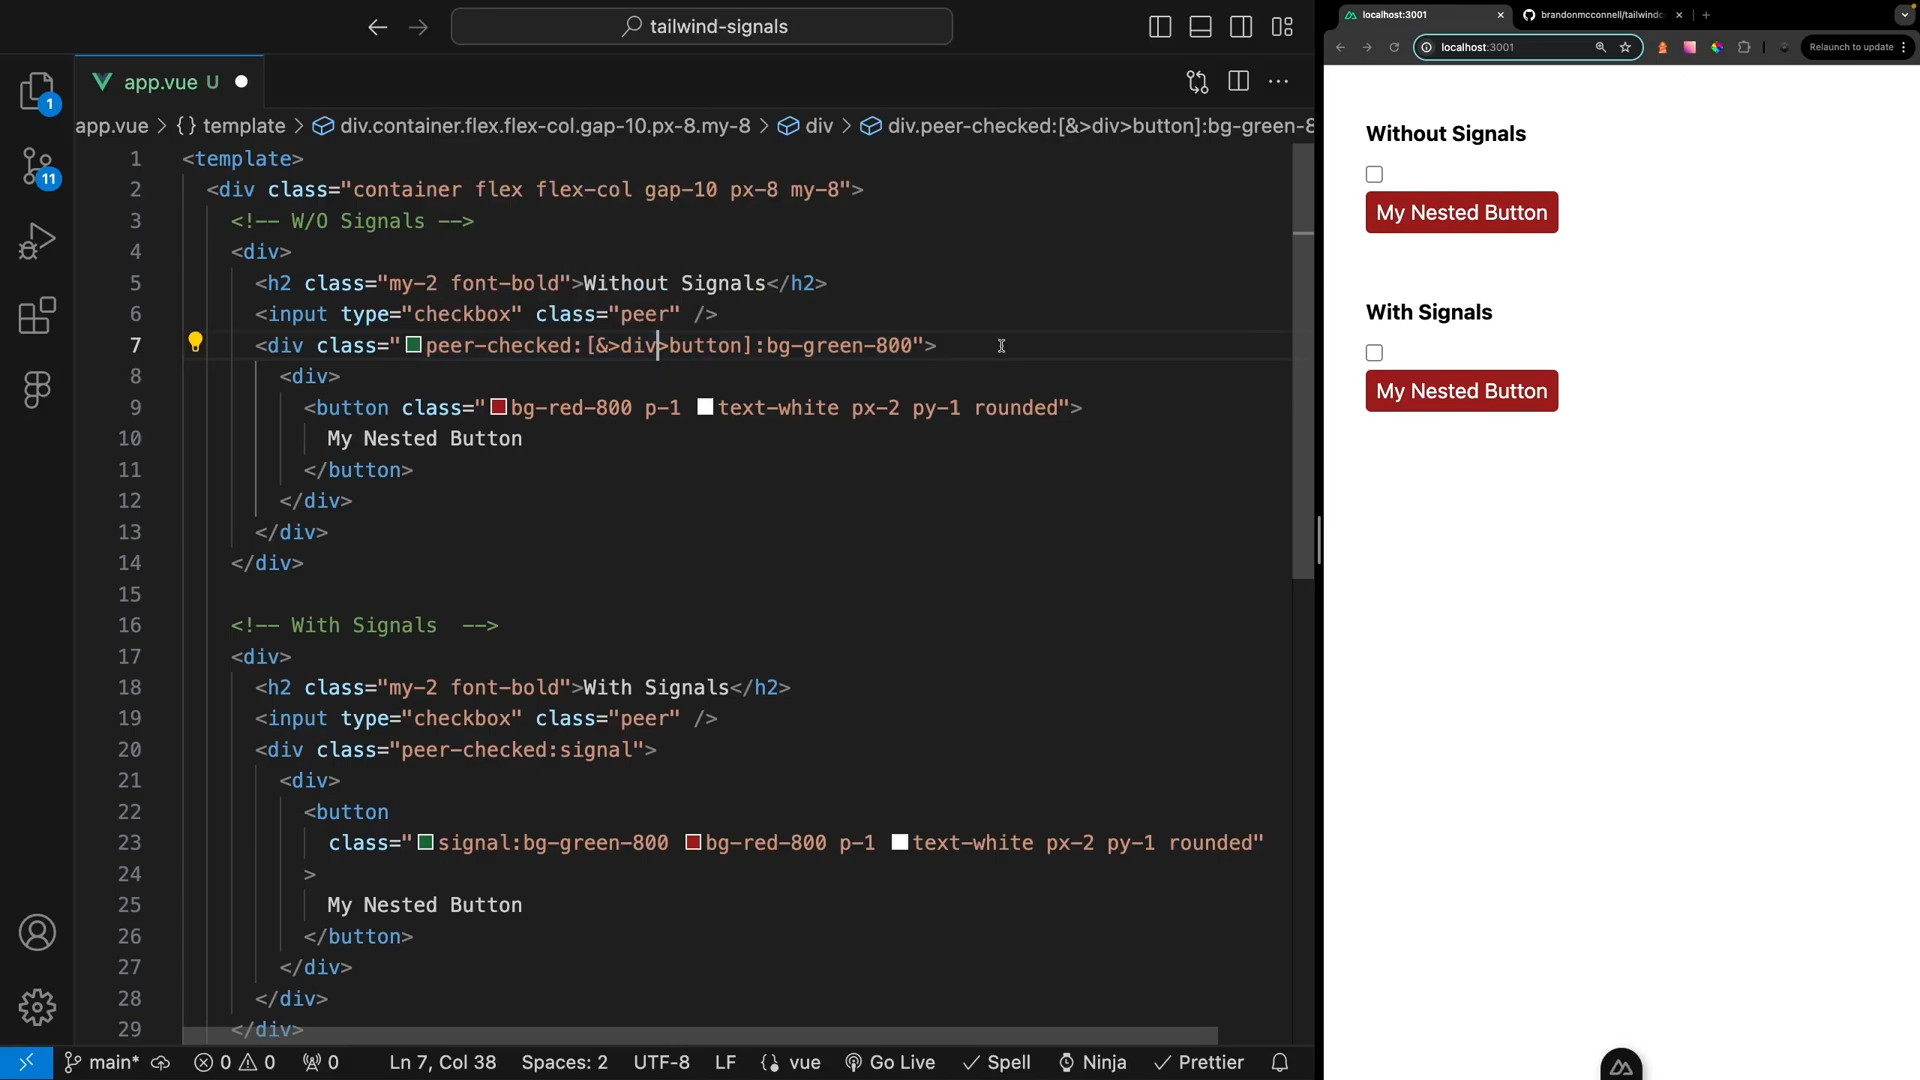 tailwind-signals
localhost:3001
brandonmcconnell/tailwindc
app.vue U
localhost:3001
Relaunch to update
1
app.vue > {} template > div.container.flex.flex-col.gap-10.px-8.my-8 > div > div.peer-checked:[&>div>button]:bg-green-8
1 <template>
2 <div class="container flex flex-col gap-10 px-8 my-8">
3 <!-- W/O Signals -->
4 <div>
5 <h2 class="my-2 font-bold">Without Signals</h2>
6 <input type="checkbox" class="peer" />
7 <div class="peer-checked:[&>div>button]:bg-green-800">
8 <div>
9 <button class="bg-red-800 p-1 text-white px-2 py-1 rounded">
10 My Nested Button
11 </button>
12 </div>
13 </div>
14 </div>
15
16 <!-- With Signals  -->
17 <div>
18 <h2 class="my-2 font-bold">With Signals</h2>
19 <input type="checkbox" class="peer" />
20 <div class="peer-checked:signal">
21 <div>
22 <button
23 class="signal:bg-green-800 bg-red-800 p-1 text-white px-2 py-1 rounded"
24 >
25 My Nested Button
26 </button>
27 </div>
28 </div>
29 </div>
11
Without Signals
My Nested Button
With Signals
My Nested Button
main* 0 0 0 Ln 7, Col 38 Spaces: 2 UTF-8 LF {} vue Go Live Spell Ninja Prettier